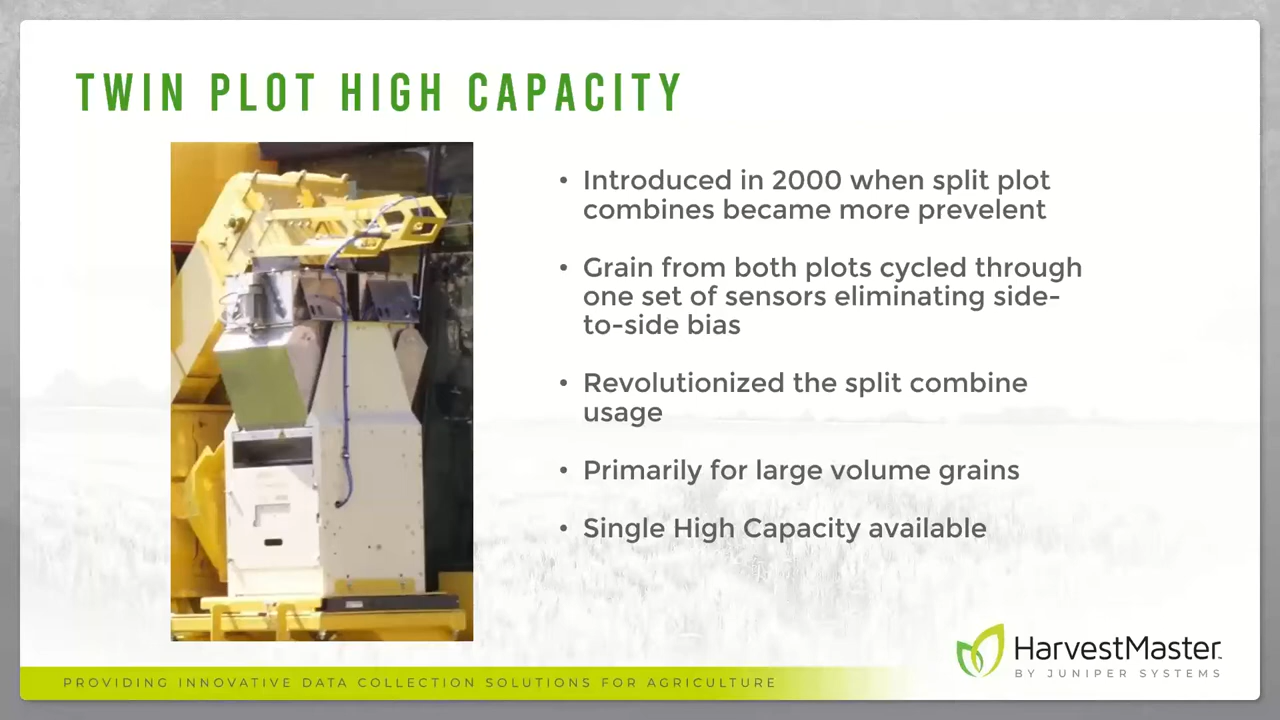 TWIN PLOT HIGH CAPACITY
• Introduced in 2000 when split plot
combines became more prevelent
• Grain from both plots cycled through
one set of sensors eliminating side-
to-side bias
• Revolutionized the split combine
usage
• Primarily for large volume grains
• Single High Capacity available
HarvestMaster™
BY JUNIPER SYSTEMS
PROVIDING INNOVATIVE DATA COLLECTION SOLUTIONS FOR AGRICULTURE